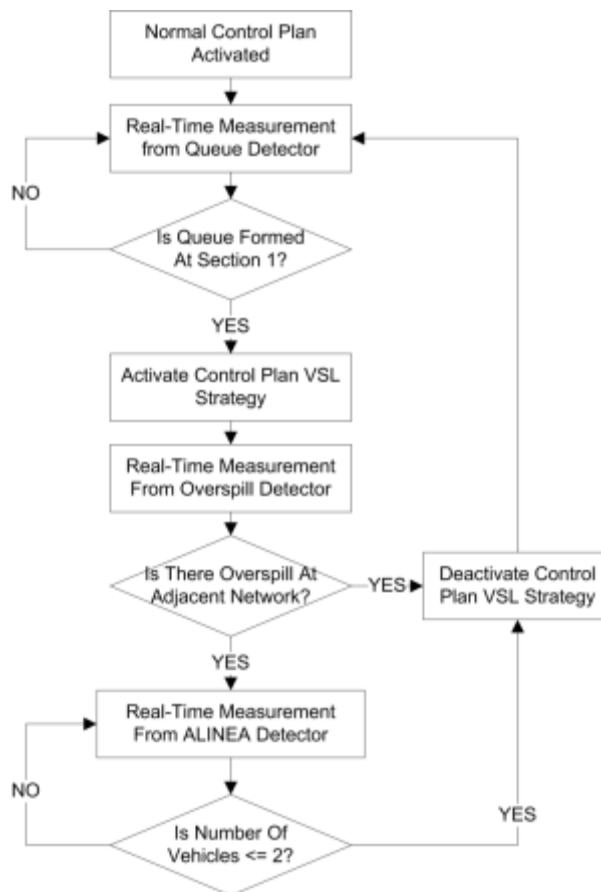 Normal Control Plan
Activated
Real-Time Measurement
from Queue Detector
NO
Is Queue Formed
At Section 1?
YES
Activate Control Plan VSL
Strategy
Real-Time Measurement
From Overspill Detector
Is There Overspill At
Adjacent Network?
YES
Deactivate Control
Plan VSL Strategy
YES
Real-Time Measurement
From ALINEA Detector
NO
Is Number Of
Vehicles <= 2?
YES